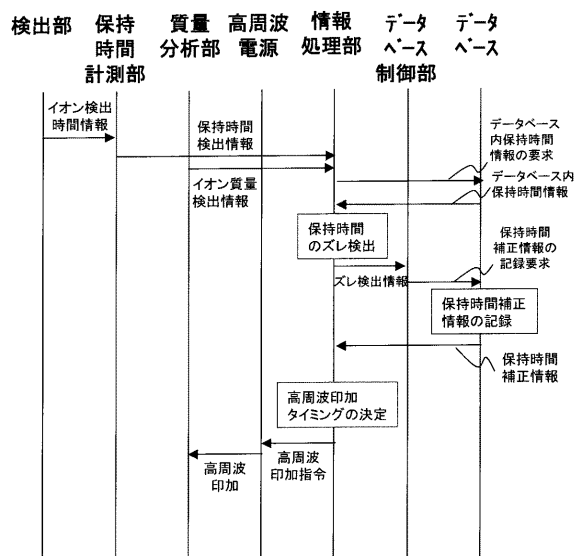 検出部
保持
時間
計測部
質量
分析部
高周波
電源
情報
処理部
データ
ベース
制御部
データ
ベース
イオン検出
時間情報
保持時間
検出情報
イオン質量
検出情報
データベース
内保持時間
情報の要求
データベース内
保持時間情報
保持時間
のズレ検出
ズレ検出情報
保持時間
補正情報の
記録要求
保持時間補正
情報の記録
保持時間
補正情報
高周波印加
タイミングの決定
高周波
印加指令
高周波
印加